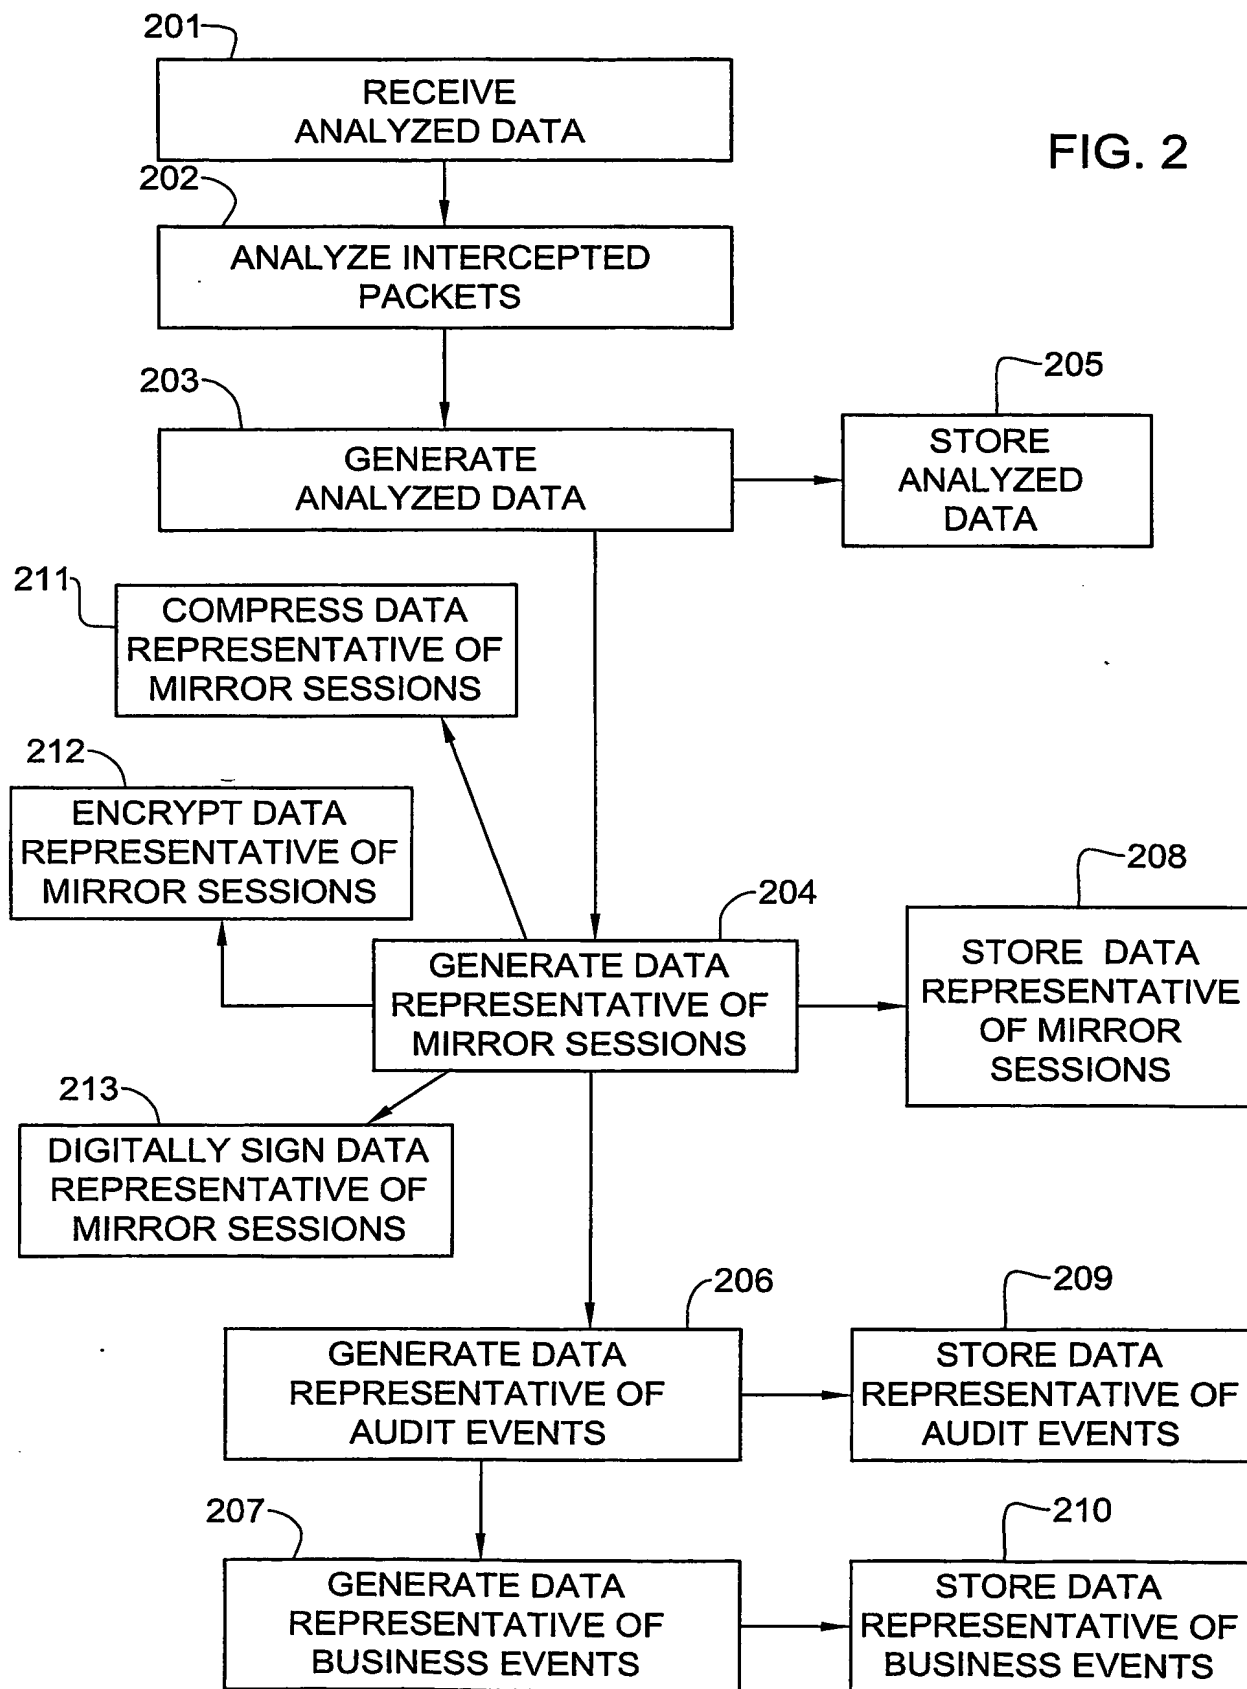 201
RECEIVE
ANALYZED DATA
FIG. 2
202
ANALYZE INTERCEPTED
PACKETS
203
GENERATE
ANALYZED DATA
205
STORE
ANALYZED
DATA
211
COMPRESS DATA
REPRESENTATIVE OF
MIRROR SESSIONS
212
ENCRYPT DATA
REPRESENTATIVE OF
MIRROR SESSIONS
204
GENERATE DATA
REPRESENTATIVE OF
MIRROR SESSIONS
208
STORE DATA
REPRESENTATIVE
OF MIRROR
SESSIONS
213
DIGITALLY SIGN DATA
REPRESENTATIVE OF
MIRROR SESSIONS
206
GENERATE DATA
REPRESENTATIVE OF
AUDIT EVENTS
209
STORE DATA
REPRESENTATIVE OF
AUDIT EVENTS
207
GENERATE DATA
REPRESENTATIVE OF
BUSINESS EVENTS
210
STORE DATA
REPRESENTATIVE OF
BUSINESS EVENTS